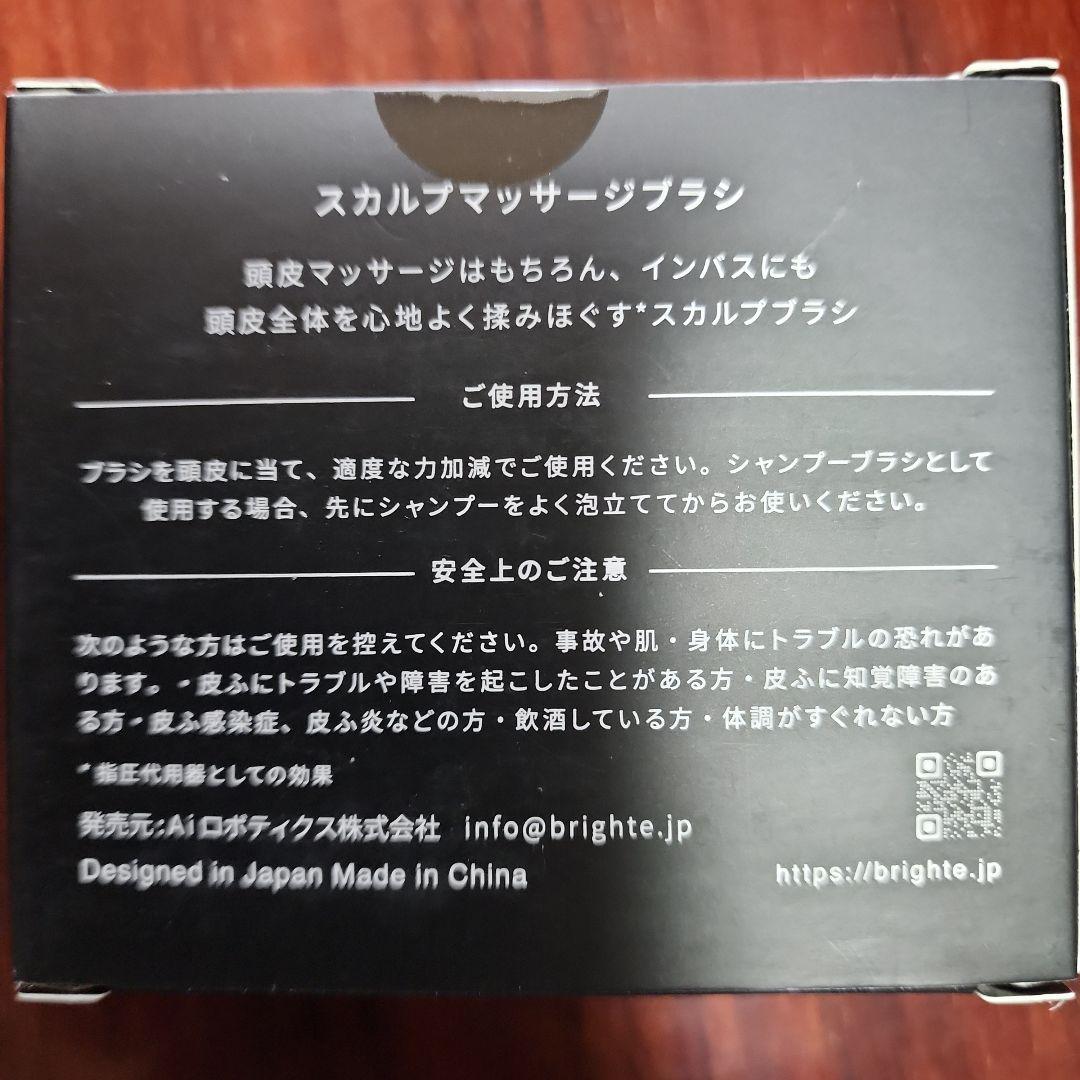 スカルプマッサージブラシ
頭皮マッサージはもちろん、インバスにも
頭皮全体を心地よく揉みほぐす*スカルプブラシ
ご使用方法
ブラシを頭皮に当て、適度な力加減でご使用ください。シャンプーブラシとして
使用する場合、先にシャンプーをよく泡立ててからお使いください。
安全上のご注意
次のような方はご使用を控えてください。事故や肌・身体にトラブルの恐れがあ
ります。・皮ふにトラブルや障害を起こしたことがある方・皮ふに知覚障害のあ
る方・皮ふ感染症、皮ふ炎などの方・飲酒している方・体調がすぐれない方
*指圧代用器としての効果
発売元:Aiロボティクス株式会社 info@brighte.jp
Designed in Japan Made in China
https://brighte.jp